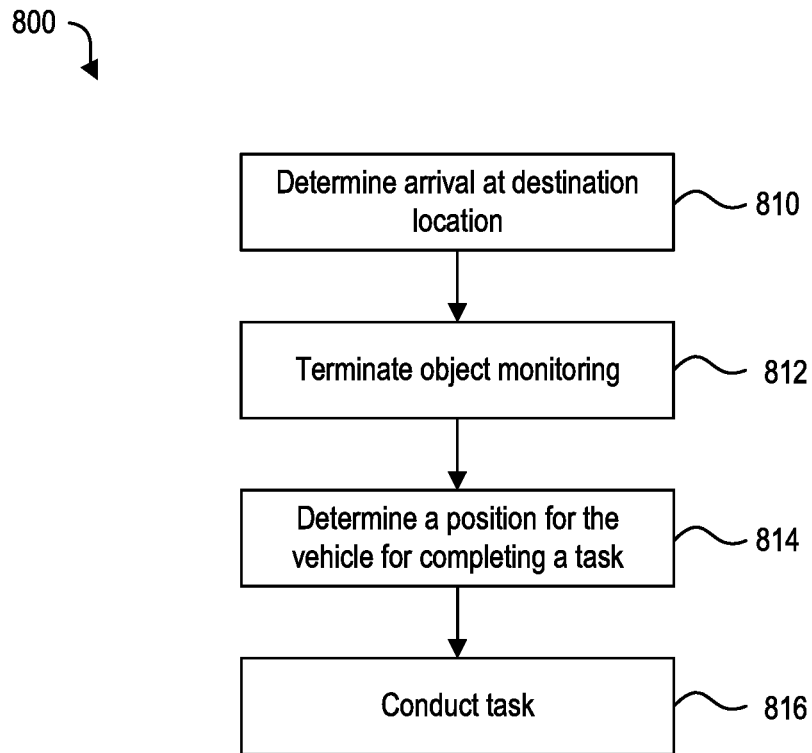 800
Determine arrival at destination
location
810
Terminate object monitoring
812
Determine a position for the
vehicle for completing a task
814
Conduct task
816